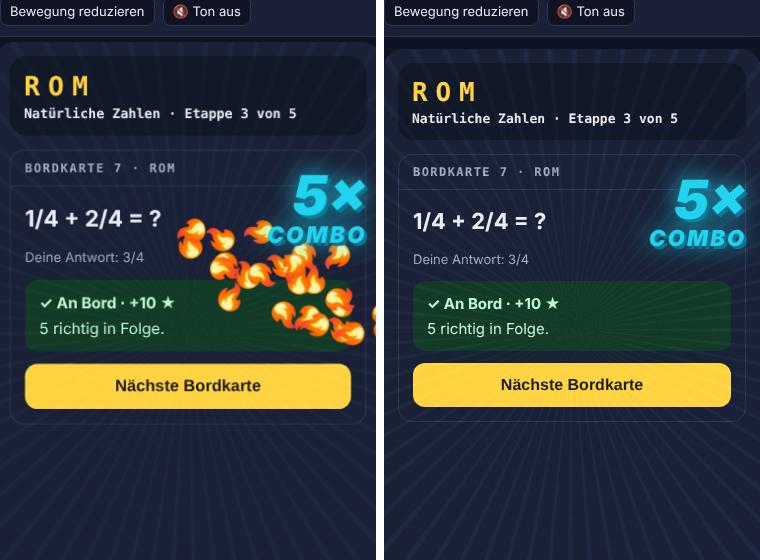 Bewegung reduzieren 🔇 Ton aus
ROM
Natürliche Zahlen · Etappe 3 von 5
BORDKARTE 7 · ROM
5×
COMBO
1/4 + 2/4 = ?
Deine Antwort: 3/4
✓ An Bord · +10 ★
5 richtig in Folge.
Nächste Bordkarte
Bewegung reduzieren 🔇 Ton aus
ROM
Natürliche Zahlen · Etappe 3 von 5
BORDKARTE 7 · ROM
5×
COMBO
1/4 + 2/4 = ?
Deine Antwort: 3/4
✓ An Bord · +10 ★
5 richtig in Folge.
Nächste Bordkarte